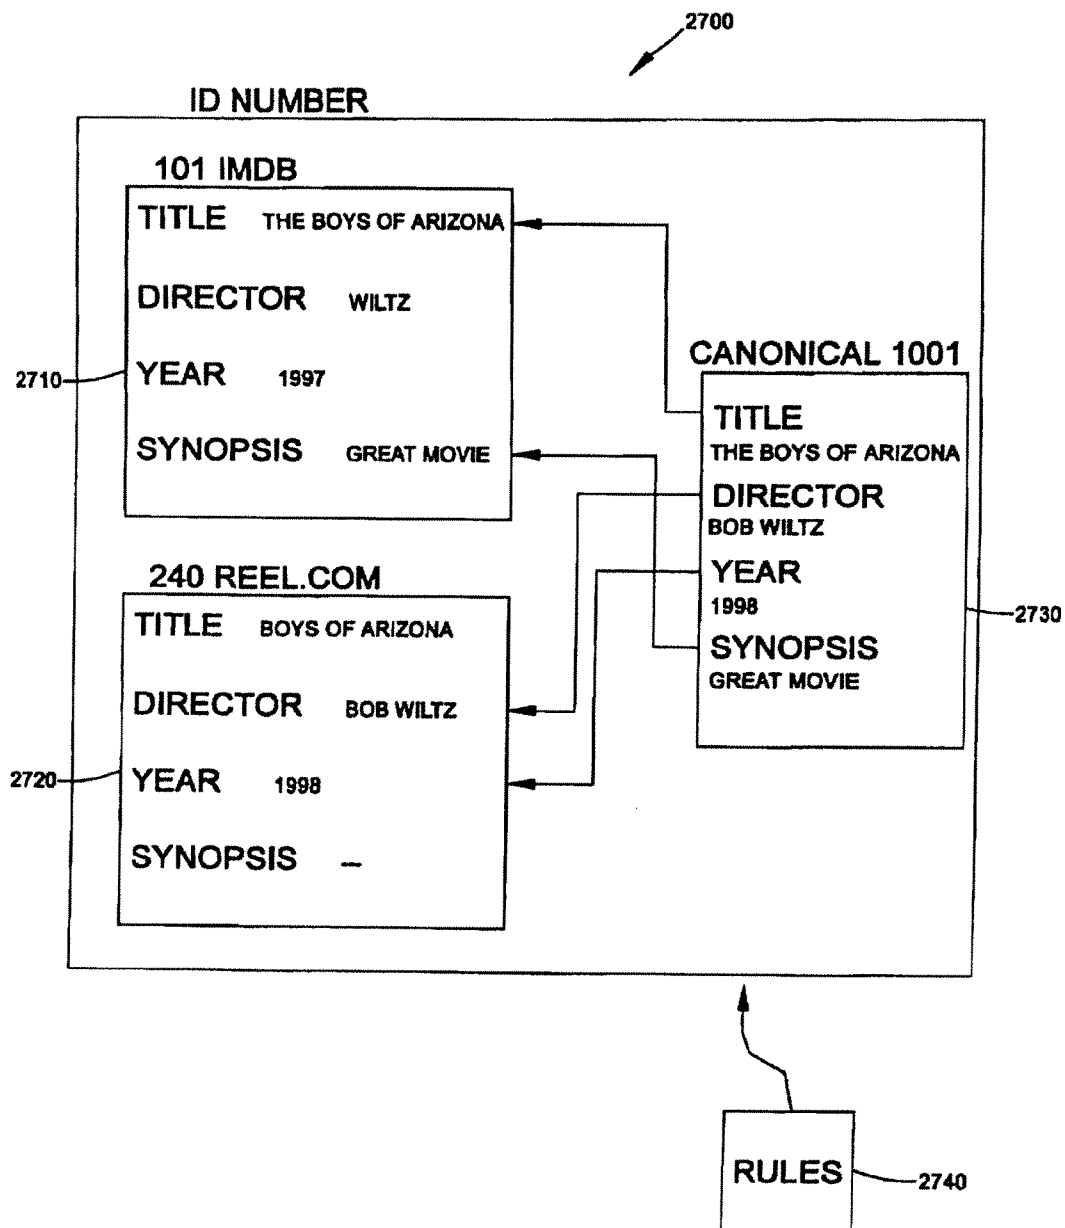 2700
ID NUMBER
101 IMDB
TITLE THE BOYS OF ARIZONA
DIRECTOR WILTZ
2710
YEAR 1997
SYNOPSIS GREAT MOVIE
240 REEL.COM
TITLE BOYS OF ARIZONA
DIRECTOR BOB WILTZ
2720
YEAR 1998
SYNOPSIS –
CANONICAL 1001
TITLE
THE BOYS OF ARIZONA
DIRECTOR
BOB WILTZ
YEAR
1998
2730
SYNOPSIS
GREAT MOVIE
RULES
2740